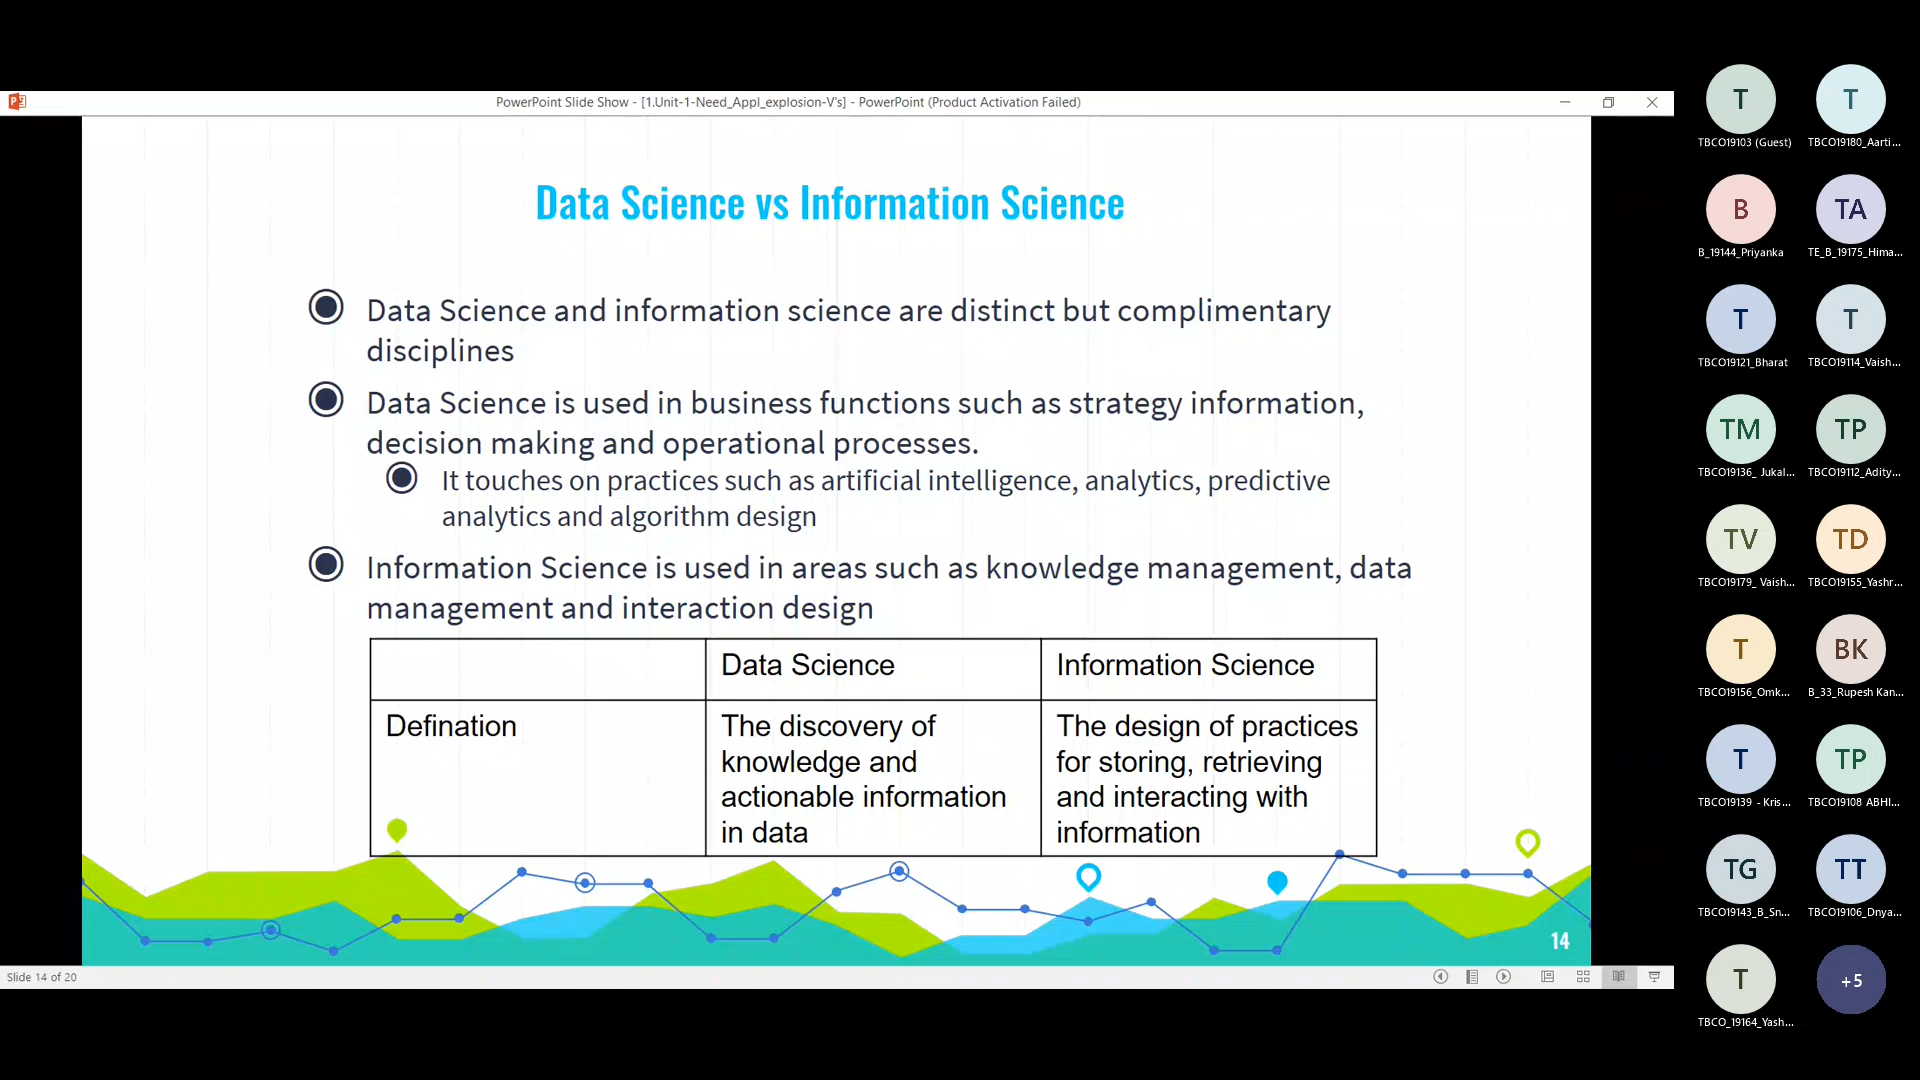 PowerPoint Slide Show - [1.Unit-1-Need_Appl_explosion-V's] - PowerPoint (Product Activation Failed)
Data Science vs Information Science
Data Science and information science are distinct but complimentary
disciplines
Data Science is used in business functions such as strategy information,
decision making and operational processes.
It touches on practices such as artificial intelligence, analytics, predictive
analytics and algorithm design
Information Science is used in areas such as knowledge management, data
management and interaction design
Data Science
Information Science
Defination
The discovery of
knowledge and
actionable information
in data
The design of practices
for storing, retrieving
and interacting with
information
14
Slide 14 of 20
T
TBCO19103 (Guest)
T
TBCO19180_Aarti...
B
B_19144_Priyanka
TA
TE_B_19175_Hima...
T
TBCO19121_Bharat
T
TBCO19114_Vaish...
TM
TBCO19136_ Jukal...
TP
TBCO19112_Adity...
TV
TBCO19179_ Vaish...
TD
TBCO19155_Yashr...
T
TBCO19156_Omk...
BK
B_33_Rupesh Kan...
T
TBCO19139 - Kris...
TP
TBCO19108 ABHI...
TG
TBCO19143_B_Sn...
TT
TBCO19106_Dnya...
T
TBCO_19164_Yash...
+5